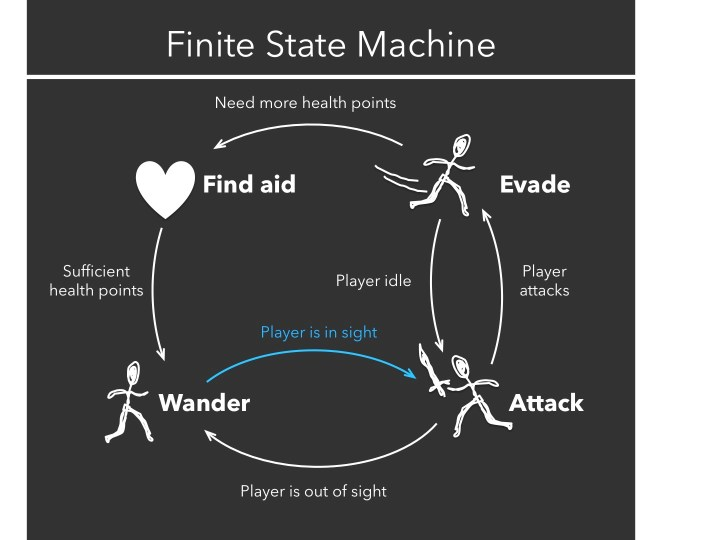 Finite State Machine
Need more health points
Find aid
Evade
Sufficient
health points
Player idle
Player
attacks
Player is in sight
Wander
Attack
Player is out of sight